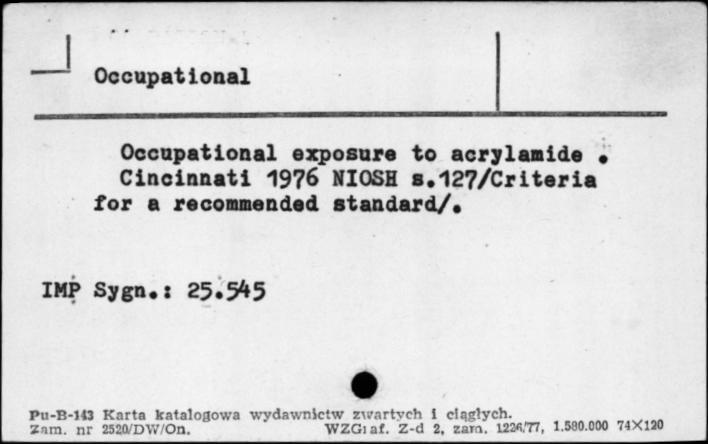 Occupational
Occupational exposure to acrylamide .
Cincinnati 1976 NIOSH s.127/Criteria
for a recommended standard/.
IMP Sygn.: 25.545
Pu-B-143 Karta katalogowa wydawnictw zwartych i ciągłych.
Zam. nr 2520/DW/On. WZGraf. Z-d 2, zam. 1226/77, 1.580.000 74×120